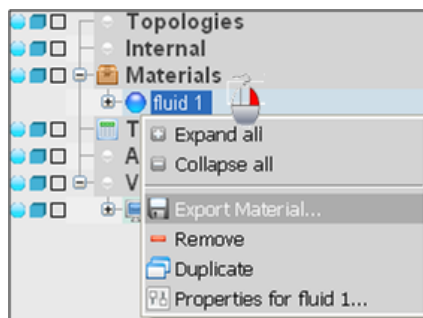 Topologies
Internal
Materials
fluid 1
T
Expand all
A
Collapse all
V
Export Material...
Remove
Duplicate
Properties for fluid 1...